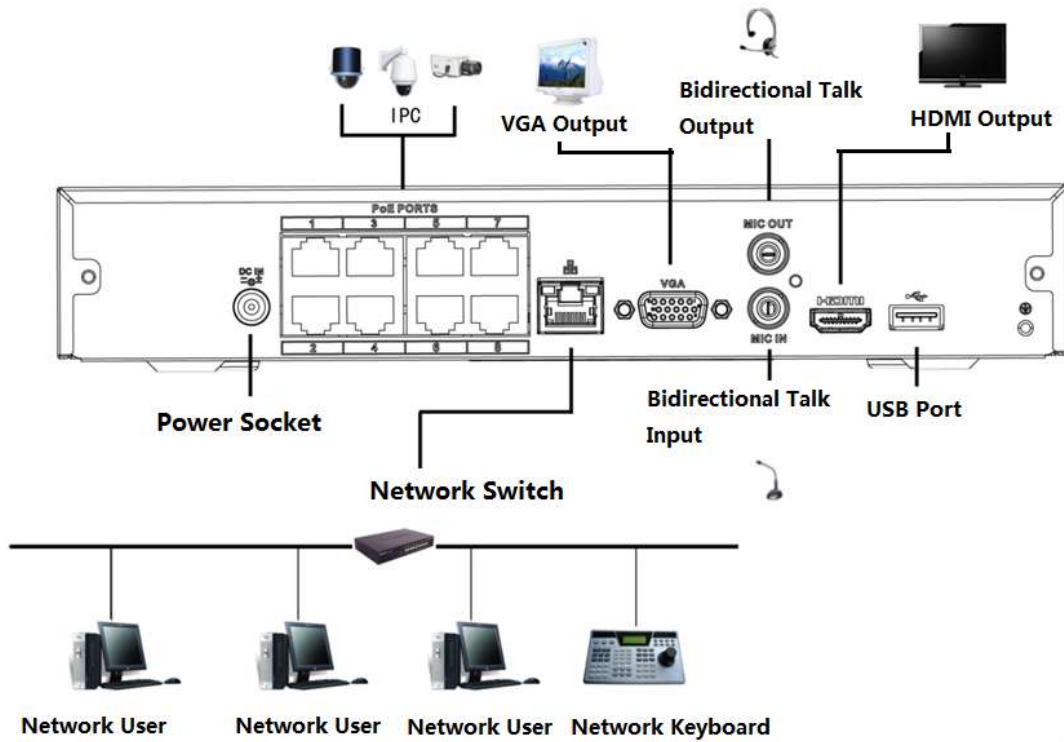 IPC
VGA Output
Bidirectional Talk
Output
HDMI Output
PoE PORTS
1 3 5 7
DC IN
VGA
MIC OUT
HDMI
MIC IN
2 4 6 8
Power Socket
Network Switch
Bidirectional Talk
Input
USB Port
Network User
Network User
Network User
Network Keyboard